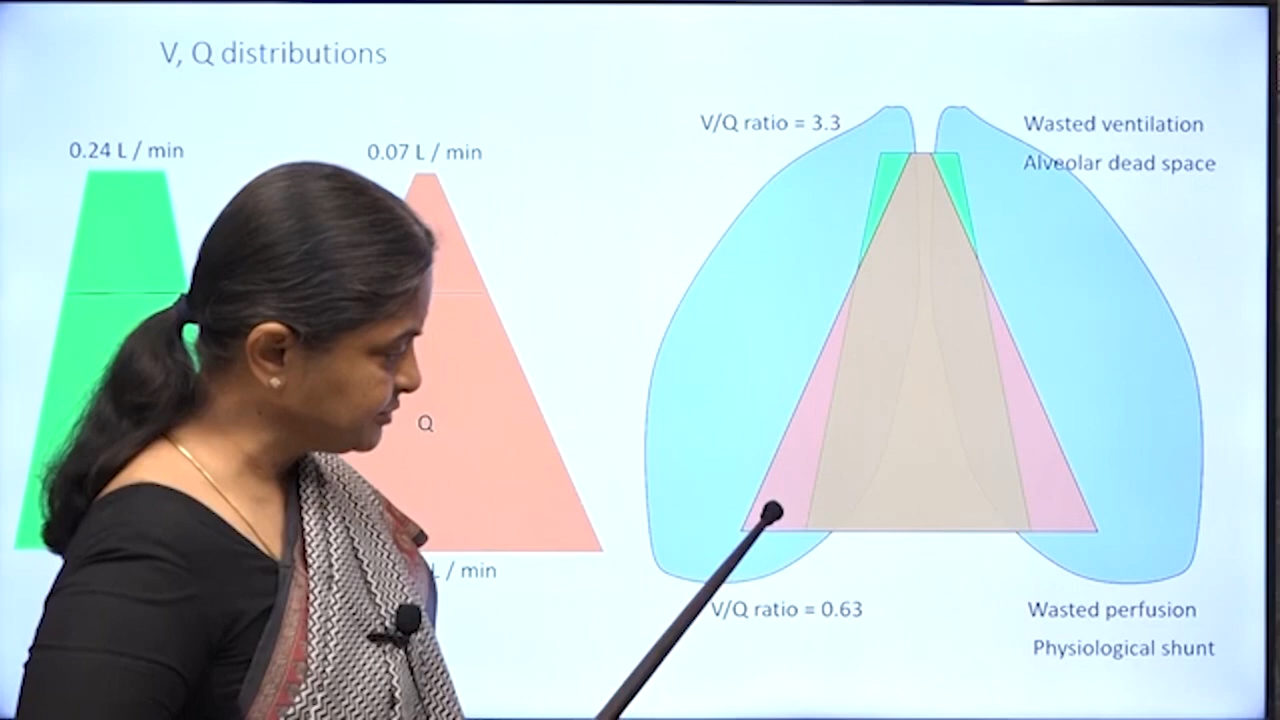 V, Q distributions
0.24 L / min
0.07 L / min
Q
L / min
V/Q ratio = 3.3
Wasted ventilation
Alveolar dead space
V/Q ratio = 0.63
Wasted perfusion
Physiological shunt